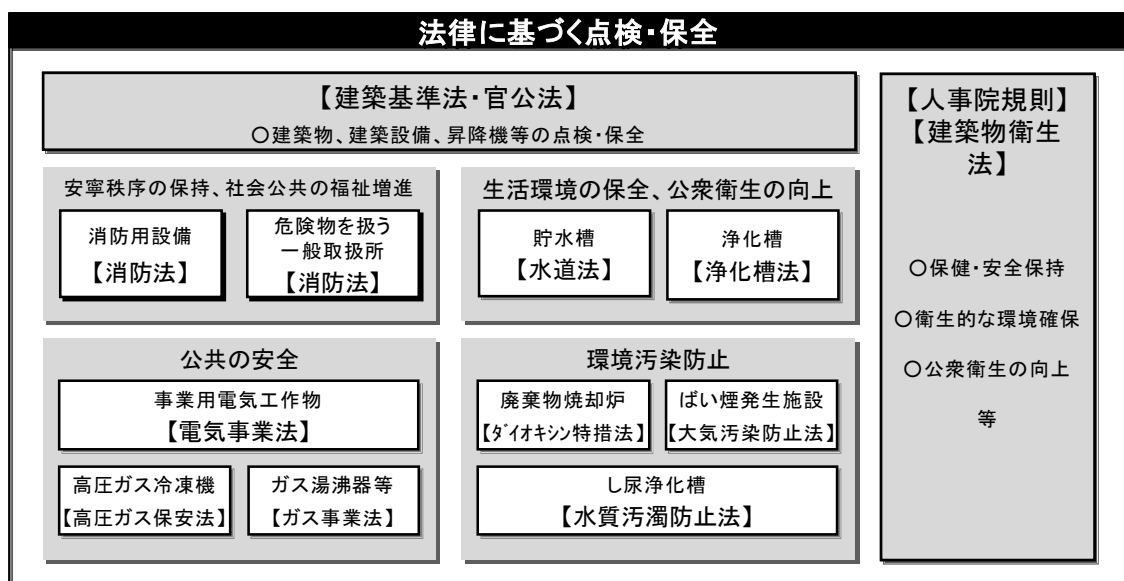 法律に基づく点検・保全
【建築基準法・官公法】
○建築物、建築設備、昇降機等の点検・保全
安寧秩序の保持、社会公共の福祉増進
消防用設備
【消防法】
危険物を扱う
一般取扱所
【消防法】
生活環境の保全、公衆衛生の向上
貯水槽
【水道法】
浄化槽
【浄化槽法】
公共の安全
事業用電気工作物
【電気事業法】
高圧ガス冷凍機
【高圧ガス保安法】
ガス湯沸器等
【ガス事業法】
環境汚染防止
廃棄物焼却炉
【ﾀﾞｲｵｷｼﾝ特措法】
ばい煙発生施設
【大気汚染防止法】
し尿浄化槽
【水質汚濁防止法】
【人事院規則】
【建築物衛生
法】
○保健・安全保持
○衛生的な環境確保
○公衆衛生の向上
等